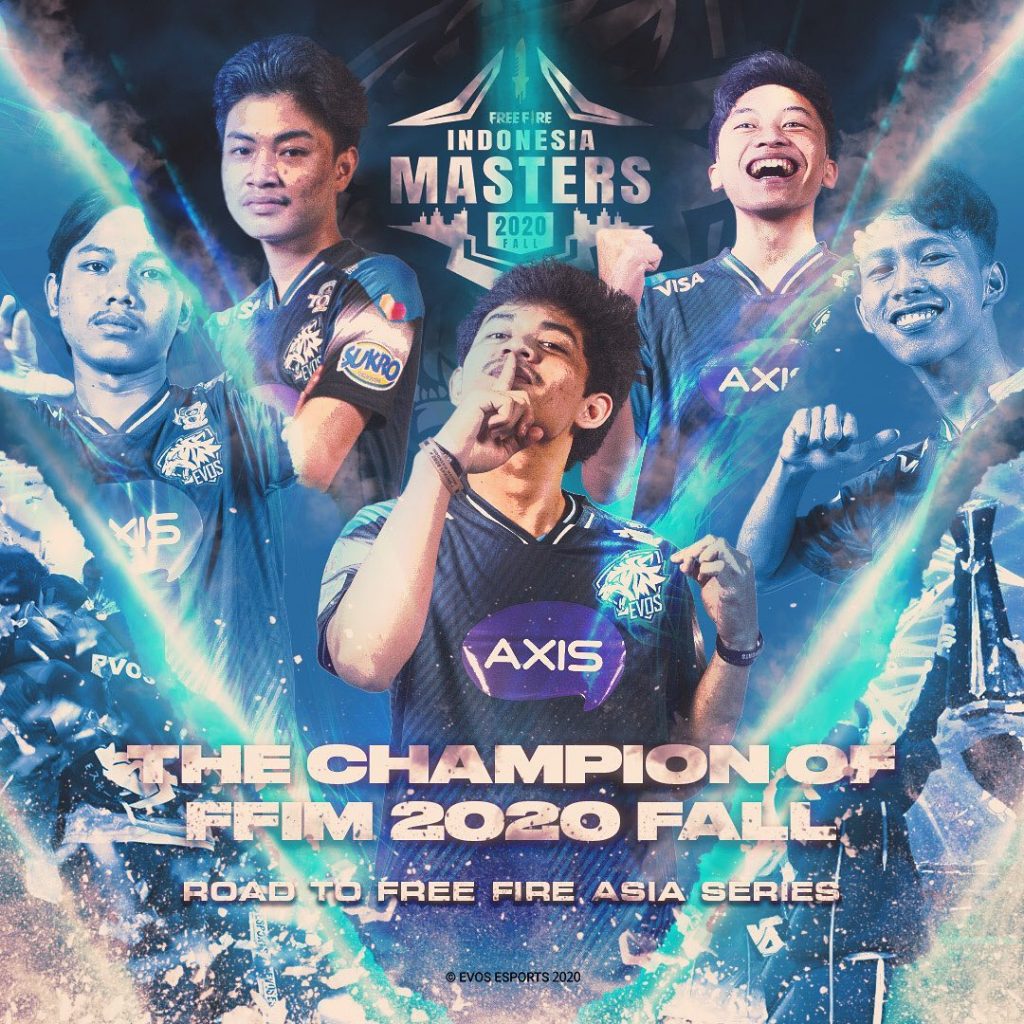 FREE FIRE
INDONESIA
MASTERS
2020
FALL
VISA
SUKRO
EVOS
AXIS
EVOS
AXIS
EVOS
AXIS
EVOS
THE CHAMPION OF
FFIM 2020 FALL
ROAD TO FREE FIRE ASIA SERIES
© EVOS ESPORTS 2020